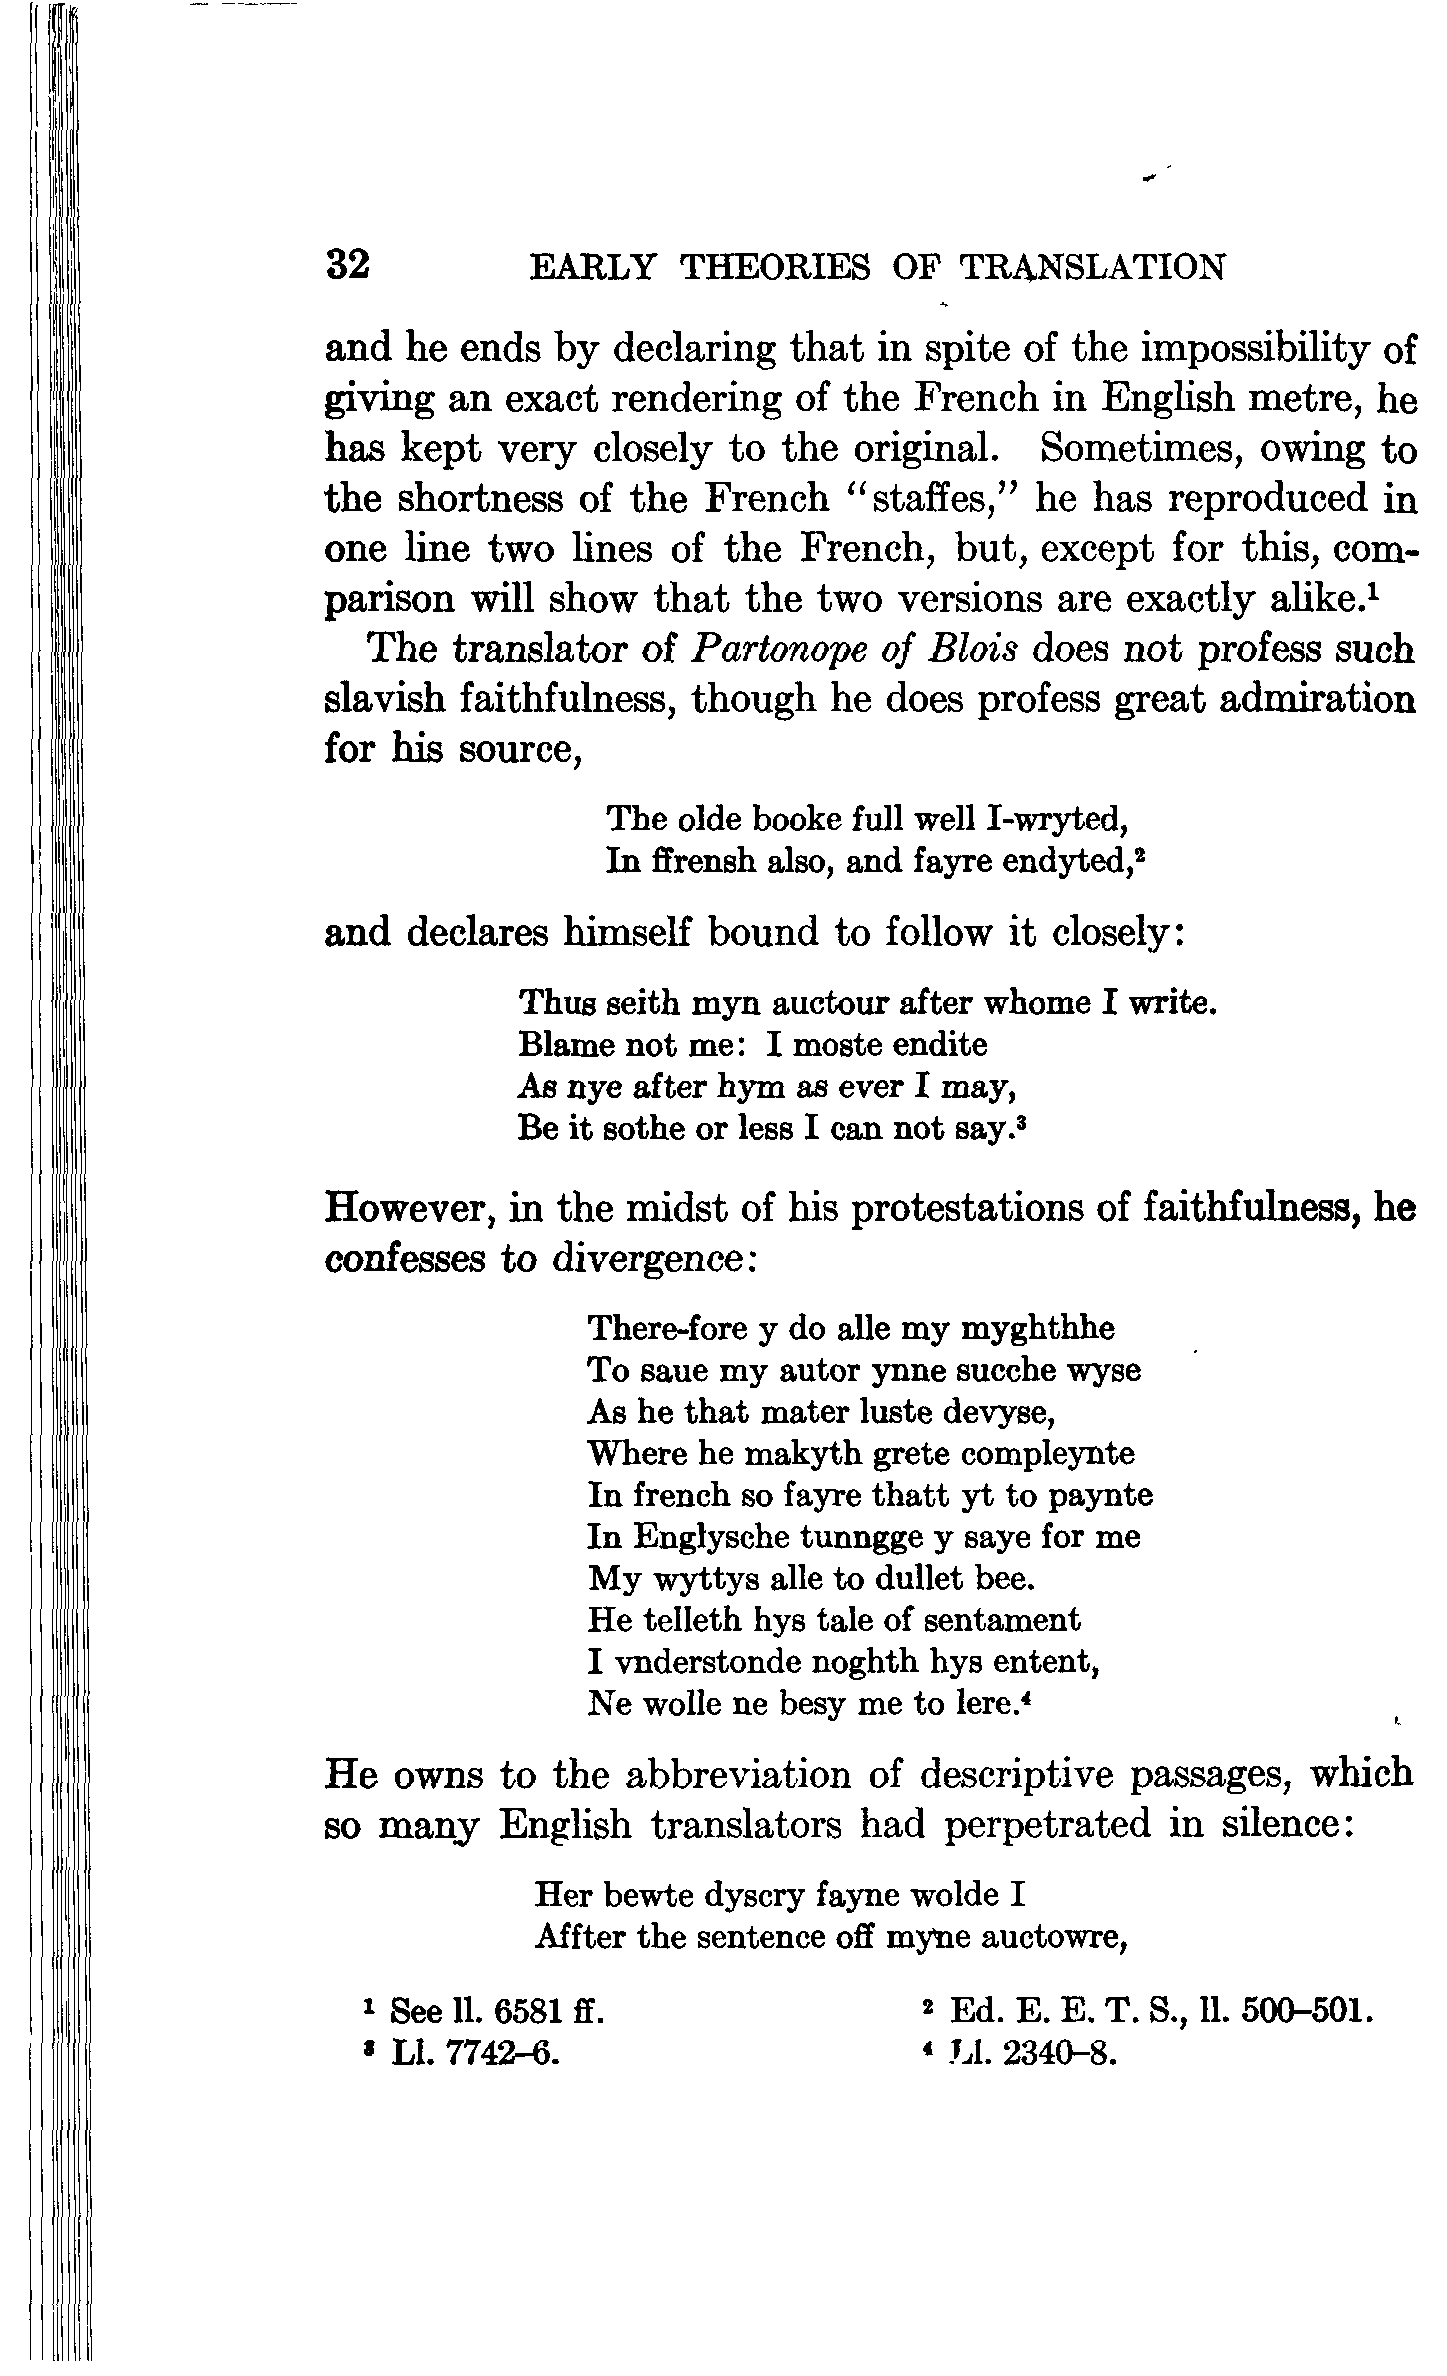 32 EARLY THEORIES OF TRANSLATION
and he ends by declaring that in spite of the impossibility of
giving an exact rendering of the French in English metre, he
has kept very closely to the original. Sometimes, owing to
the shortness of the French “staffes,” he has reproduced in
one line two lines of the French, but, except for this, com-
parison will show that the two versions are exactly alike.¹
The translator of Partonope of Blois does not profess such
slavish faithfulness, though he does profess great admiration
for his source,
The olde booke full well I-wryted,
In ffrensh also, and fayre endyted,²
and declares himself bound to follow it closely:
Thus seith myn auctour after whome I write.
Blame not me: I moste endite
As nye after hym as ever I may,
Be it sothe or less I can not say.³
However, in the midst of his protestations of faithfulness, he
confesses to divergence:
There-fore y do alle my myghthhe
To saue my autor ynne sucche wyse
As he that mater luste devyse,
Where he makyth grete compleynte
In french so fayre thatt yt to paynte
In Englysche tunngge y saye for me
My wyttys alle to dullet bee.
He telleth hys tale of sentament
I vnderstonde noghth hys entent,
Ne wolle ne besy me to lere.⁴
He owns to the abbreviation of descriptive passages, which
so many English translators had perpetrated in silence:
Her bewte dyscry fayne wolde I
Affter the sentence off myne auctowre,
¹ See ll. 6581 ff. ² Ed. E. E. T. S., ll. 500–501.
³ Ll. 7742–6. ⁴ Ll. 2340–8.